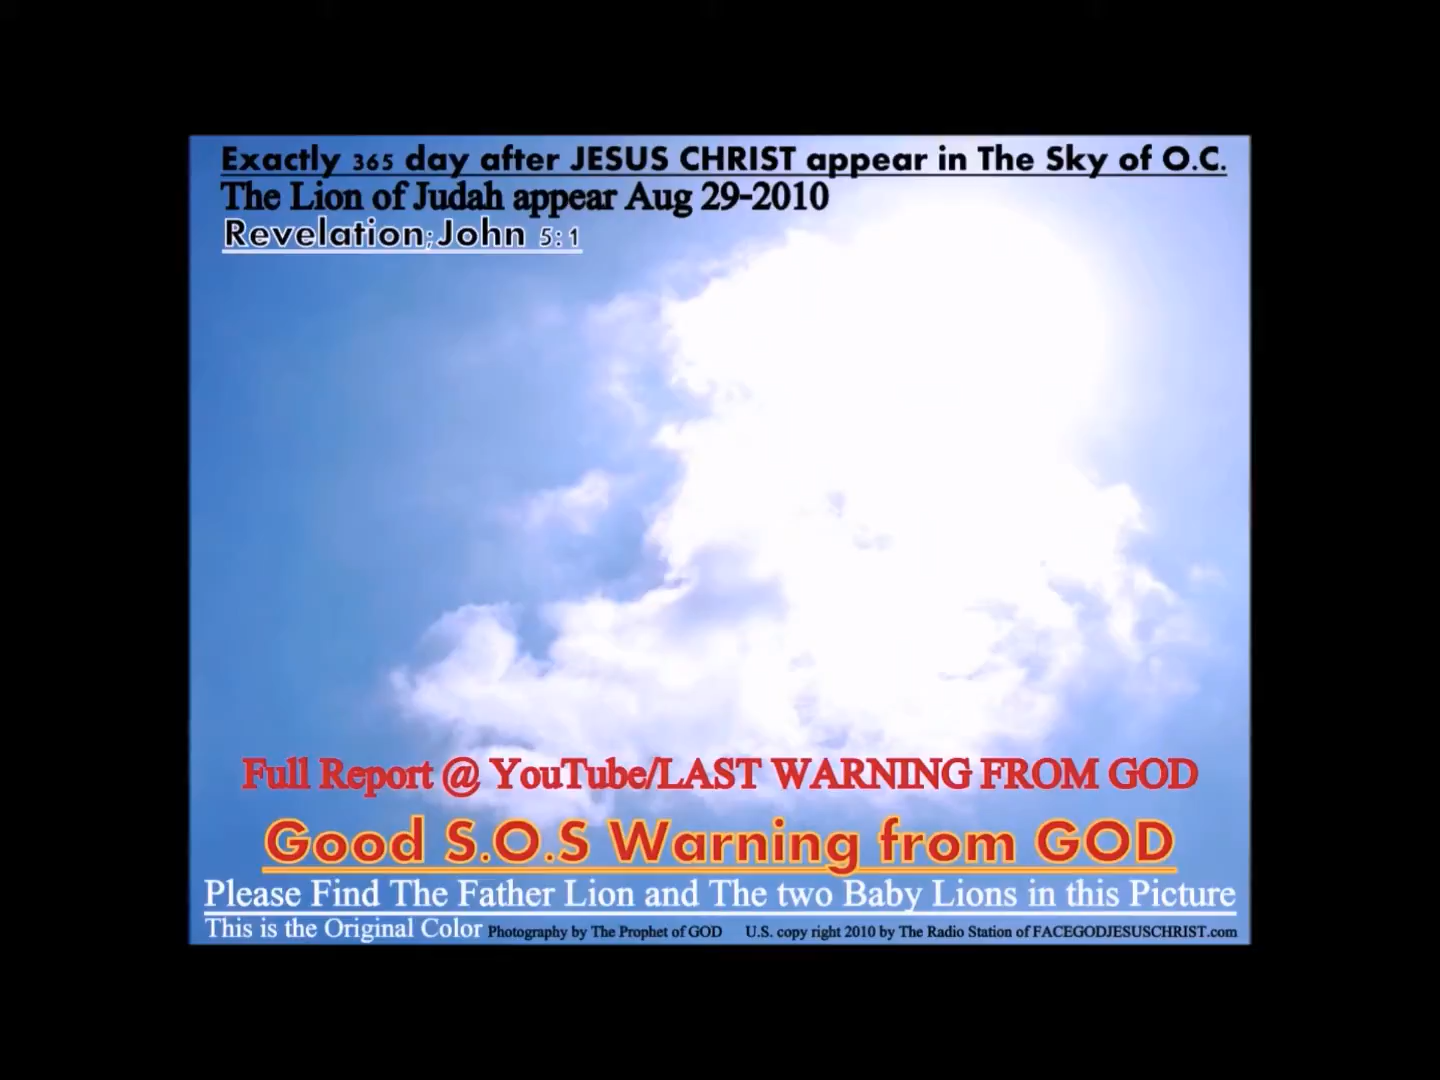 Exactly 365 day after JESUS CHRIST appear in The Sky of O.C.
The Lion of Judah appear Aug 29-2010
Revelation;John 5:1
Full Report @ YouTube/LAST WARNING FROM GOD
Good S.O.S Warning from GOD
Please Find The Father Lion and The two Baby Lions in this Picture
This is the Original Color Photography by The Prophet of GOD U.S. copy right 2010 by The Radio Station of FACEGODJESUSCHRIST.com